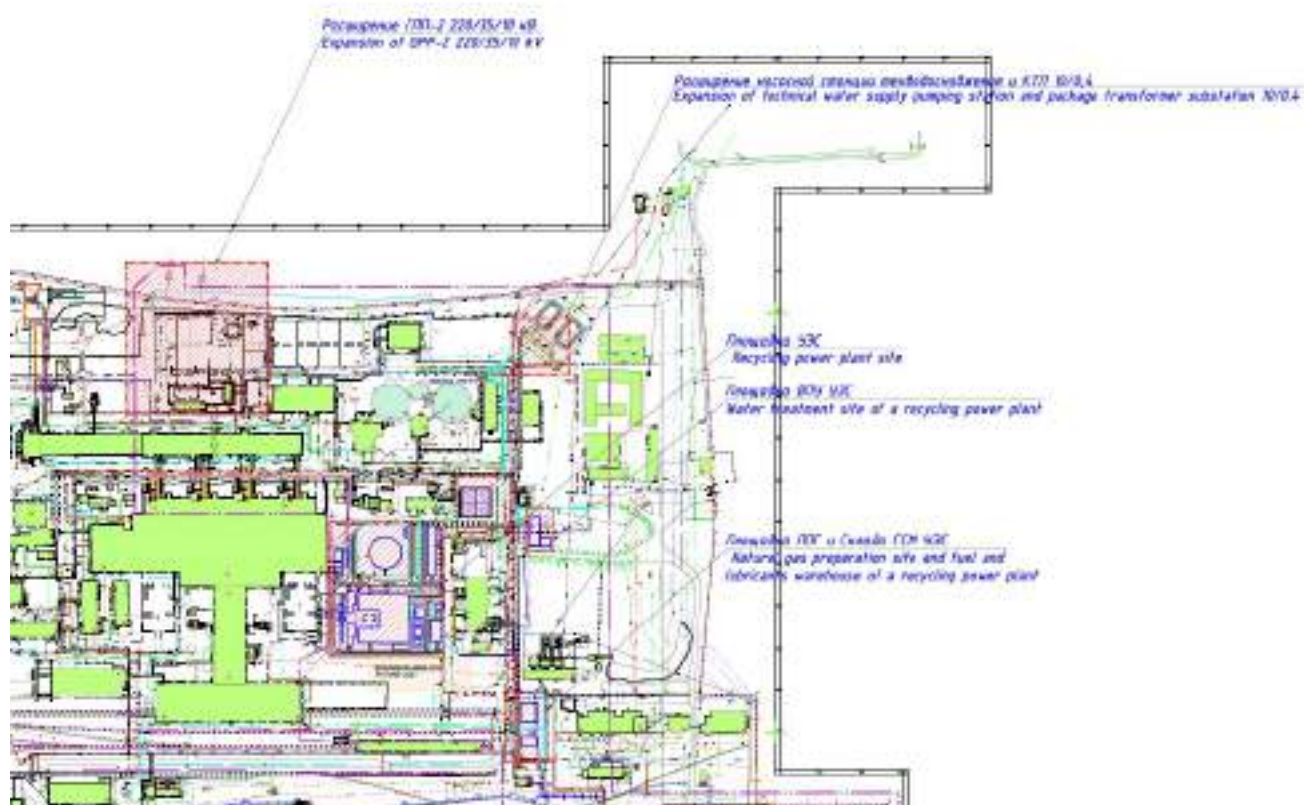 Расширение ГПП-2 220/35/10 кВ
Expansion of GPP-2 220/35/10 kV
Расширение насосной станции техводоснабжения и КТП 10/0,4
Expansion of technical water supply pumping station and package transformer substation 10/0.4
Площадка УЭС
Recycling power plant site
Площадка ВПУ УЭС
Water treatment site of a recycling power plant
Площадка ППГ и Склада ГСМ УЭС
Natural gas preparation site and fuel and
lubricants warehouse of a recycling power plant